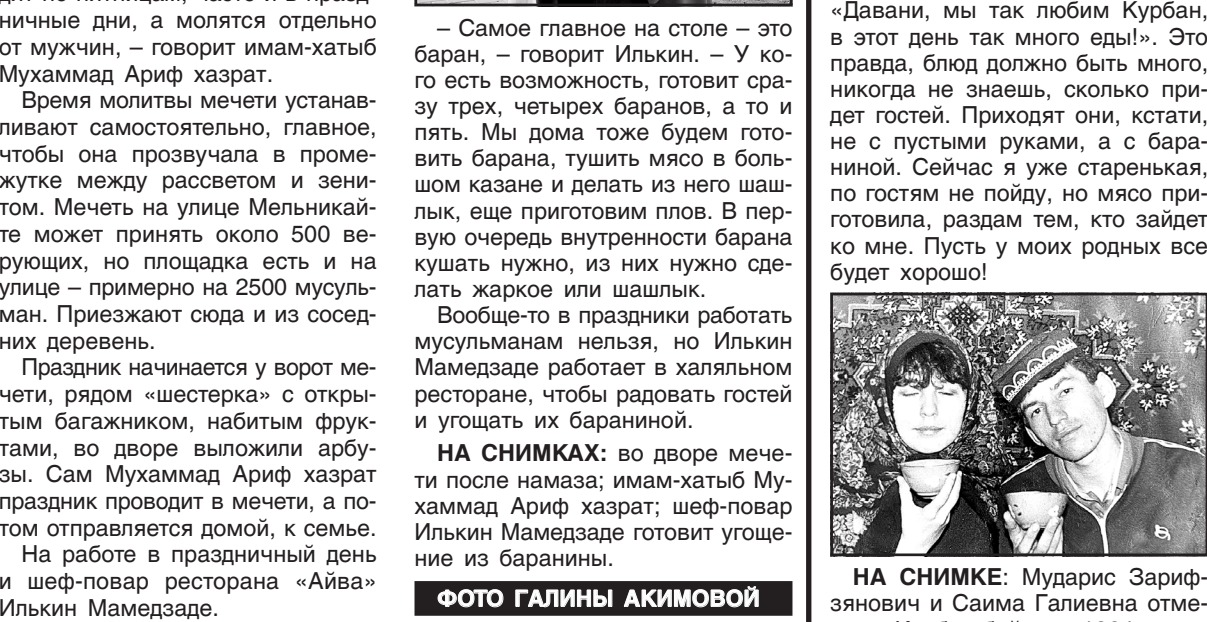 ничные дни, а молятся отдельно
от мужчин, – говорит имам-хатыб
Мухаммад Ариф хазрат.
Время молитвы мечети устанав-
ливают самостоятельно, главное,
чтобы она прозвучала в проме-
жутке между рассветом и зени-
том. Мечеть на улице Мельникай-
те может принять около 500 ве-
рующих, но площадка есть и на
улице – примерно на 2500 мусуль-
ман. Приезжают сюда и из сосед-
них деревень.
Праздник начинается у ворот ме-
чети, рядом «шестерка» с откры-
тым багажником, набитым фрук-
тами, во дворе выложили арбу-
зы. Сам Мухаммад Ариф хазрат
праздник проводит в мечети, а по-
том отправляется домой, к семье.
На работе в праздничный день
и шеф-повар ресторана «Айва»
Илькин Мамедзаде.
– Самое главное на столе – это
баран, – говорит Илькин. – У ко-
го есть возможность, готовит сра-
зу трех, четырех баранов, а то и
пять. Мы дома тоже будем гото-
вить барана, тушить мясо в боль-
шом казане и делать из него шаш-
лык, еще приготовим плов. В пер-
вую очередь внутренности барана
кушать нужно, из них нужно сде-
лать жаркое или шашлык.
Вообще-то в праздники работать
мусульманам нельзя, но Илькин
Мамедзаде работает в халяльном
ресторане, чтобы радовать гостей
и угощать их бараниной.
НА СНИМКАХ: во дворе мече-
ти после намаза; имам-хатыб Му-
хаммад Ариф хазрат; шеф-повар
Илькин Мамедзаде готовит угоще-
ние из баранины.
ФОТО ГАЛИНЫ АКИМОВОЙ
«Давани, мы так любим Курбан,
в этот день так много еды!». Это
правда, блюд должно быть много,
никогда не знаешь, сколько при-
дет гостей. Приходят они, кстати,
не с пустыми руками, а с бара-
ниной. Сейчас я уже старенькая,
по гостям не пойду, но мясо при-
готовила, раздам тем, кто зайдет
ко мне. Пусть у моих родных все
будет хорошо!
НА СНИМКЕ: Мударис Зариф-
зянович и Саима Галиевна отме-